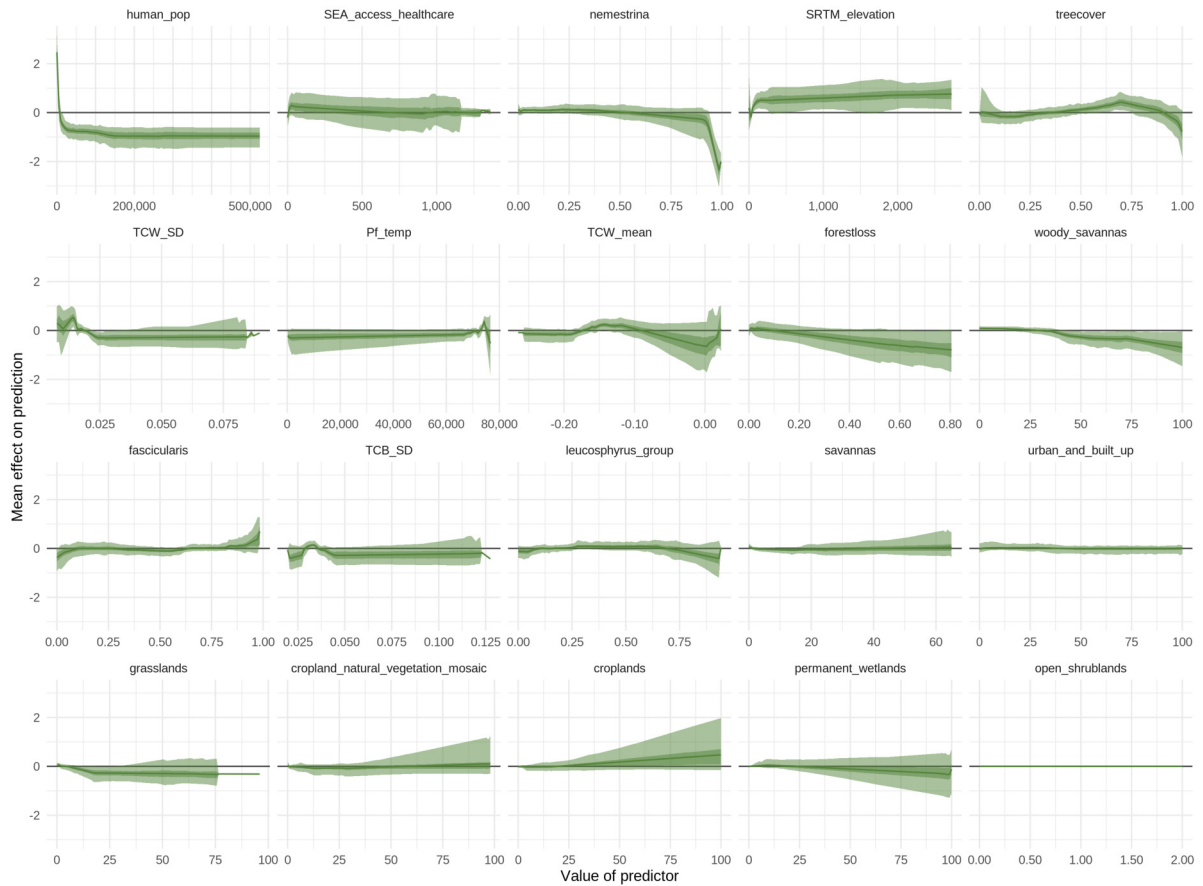 human_pop SEA_access_healthcare nemestrina SRTM_elevation treecover
2
0
-2
0 200,000 500,000 0 500 1,000 0.00 0.25 0.50 0.75 1.00 0 1,000 2,000 0.00 0.25 0.50 0.75 1.00
TCW_SD Pf_temp TCW_mean forestloss woody_savannas
2
0
-2
0.025 0.050 0.075 0 20,000 40,000 60,000 80,000 -0.20 -0.10 0.00 0.00 0.20 0.40 0.60 0.80 0 25 50 75 100
fascicularis TCB_SD leucosphyrus_group savannas urban_and_built_up
2
0
-2
0.00 0.25 0.50 0.75 1.00 0.020 0.050 0.100 0.125 0.00 0.25 0.50 0.75 0 20 40 60 0 25 50 75 100
grasslands cropland_natural_vegetation_mosaic croplands permanent_wetlands open_shrublands
2
0
-2
0 25 50 75 100 0 25 50 75 100 0 25 50 75 100 0 25 50 75 100 0.00 0.50 1.00 1.50 2.00
Mean effect on prediction
Value of predictor